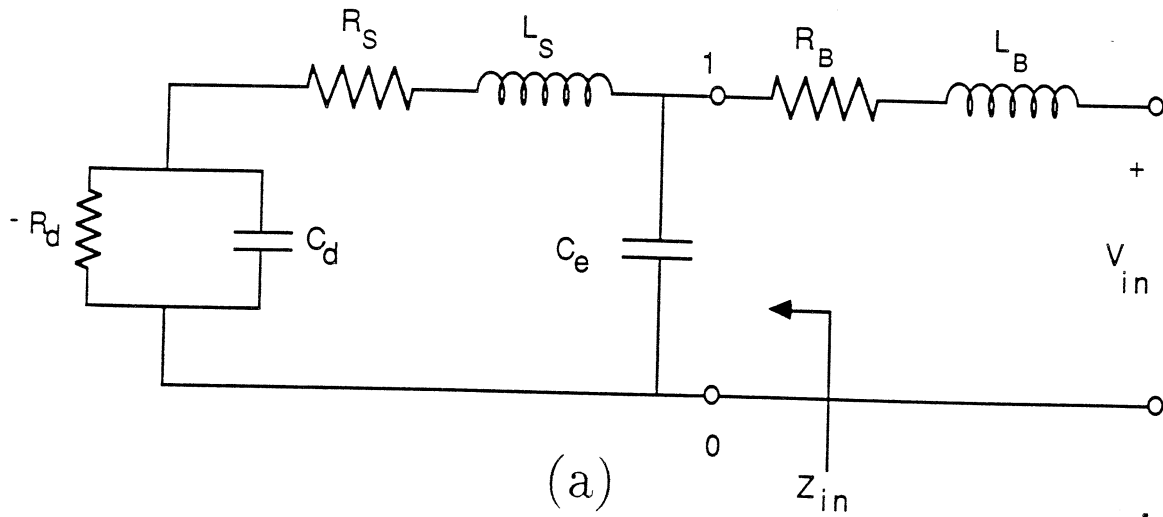 R_S
L_S
1
R_B
L_B
- R_d
C_d
C_e
+
V_in
0
Z_in
-
(a)